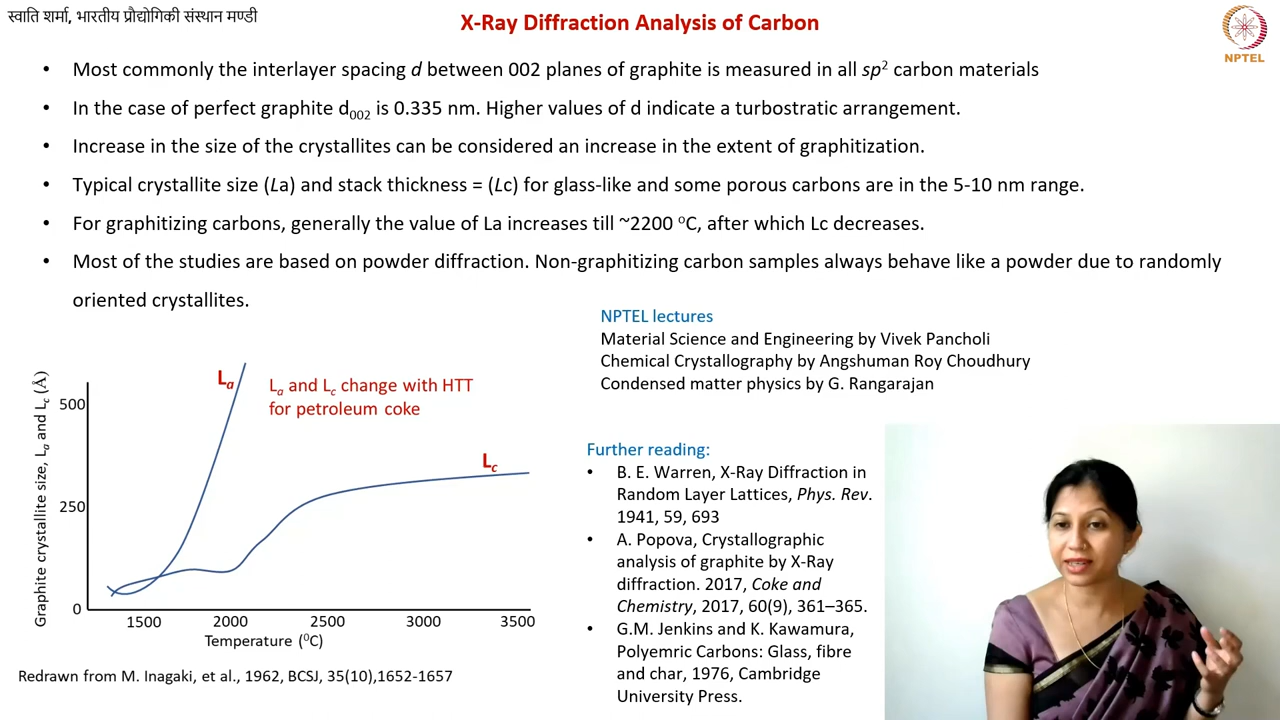 स्वाति शर्मा, भारतीय प्रौद्योगिकी संस्थान मण्डी
X-Ray Diffraction Analysis of Carbon
NPTEL
• Most commonly the interlayer spacing d between 002 planes of graphite is measured in all sp² carbon materials
• In the case of perfect graphite d₀₀₂ is 0.335 nm. Higher values of d indicate a turbostratic arrangement.
• Increase in the size of the crystallites can be considered an increase in the extent of graphitization.
• Typical crystallite size (La) and stack thickness = (Lc) for glass-like and some porous carbons are in the 5-10 nm range.
• For graphitizing carbons, generally the value of La increases till ~2200 ⁰C, after which Lc decreases.
• Most of the studies are based on powder diffraction. Non-graphitizing carbon samples always behave like a powder due to randomly
oriented crystallites.
Graphite crystallite size, La and Lc (Å)
500
250
0
La
La and Lc change with HTT
for petroleum coke
Lc
1500 2000 2500 3000 3500
Temperature (⁰C)
Redrawn from M. Inagaki, et al., 1962, BCSJ, 35(10),1652-1657
NPTEL lectures
Material Science and Engineering by Vivek Pancholi
Chemical Crystallography by Angshuman Roy Choudhury
Condensed matter physics by G. Rangarajan
Further reading:
• B. E. Warren, X-Ray Diffraction in
Random Layer Lattices, Phys. Rev.
1941, 59, 693
• A. Popova, Crystallographic
analysis of graphite by X-Ray
diffraction. 2017, Coke and
Chemistry, 2017, 60(9), 361–365.
• G.M. Jenkins and K. Kawamura,
Polyemric Carbons: Glass, fibre
and char, 1976, Cambridge
University Press.